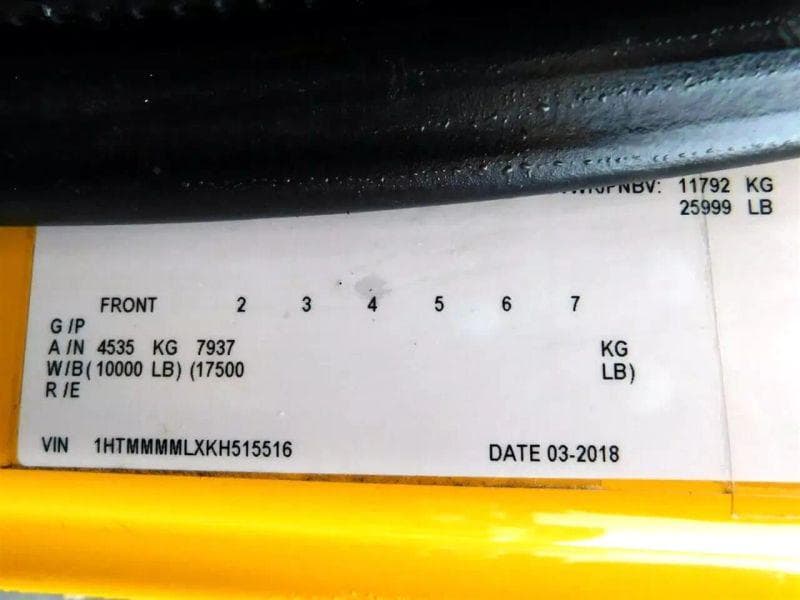 11792 KG
25999 LB
FRONT 2 3 4 5 6 7
G/P
A/N 4535 KG 7937 KG
W/B (10000 LB) (17500 LB)
R/E
VIN 1HTMMMMLXKH515516 DATE 03-2018